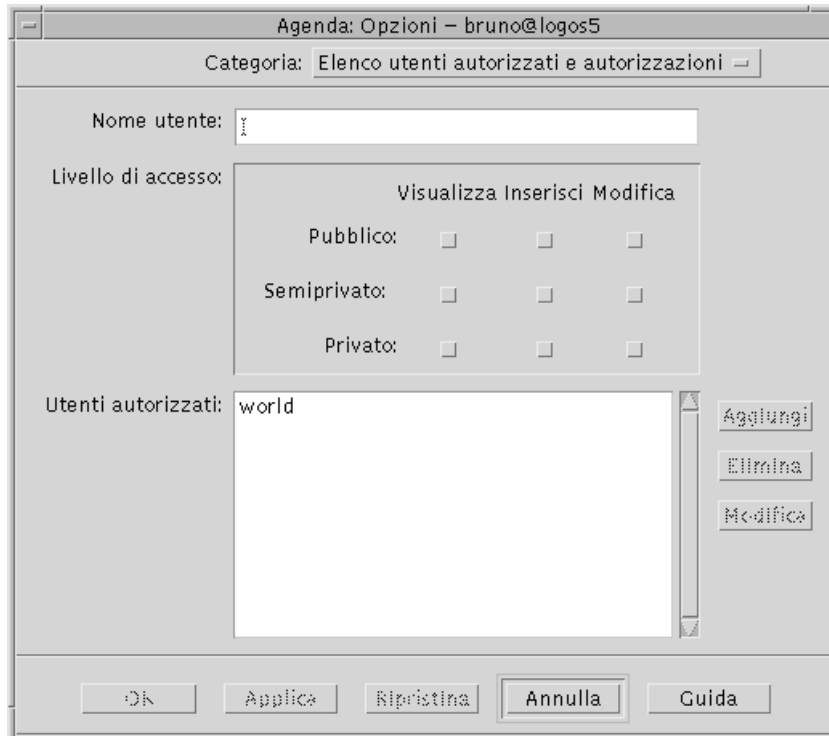 Agenda: Opzioni – bruno@logos5
Categoria: Elenco utenti autorizzati e autorizzazioni
Nome utente:
Livello di accesso:
Visualizza Inserisci Modifica
Pubblico:
Semiprivato:
Privato:
Utenti autorizzati: world
Aggiungi
Elimina
Modifica
OK Applica Ripristina Annulla Guida